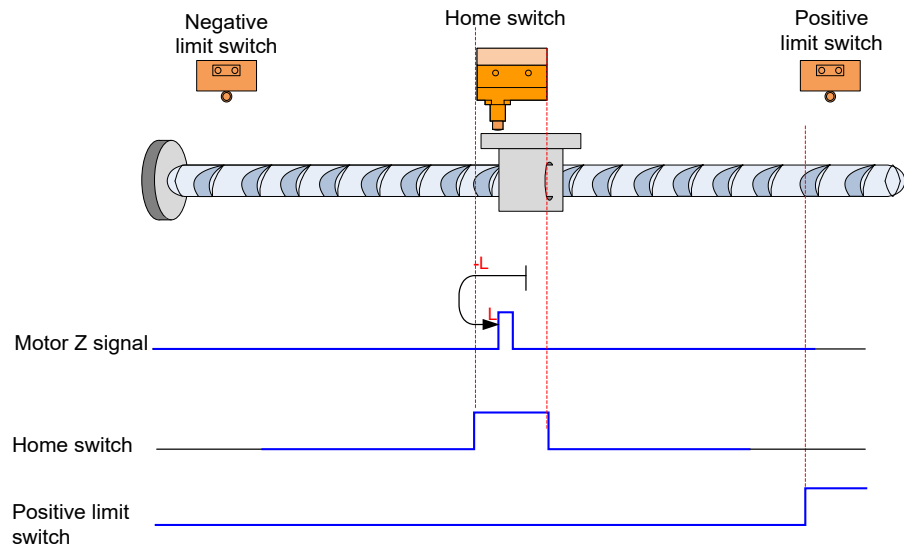 Negative
limit switch
Home switch
Positive
limit switch
-L
L
Motor Z signal
Home switch
Positive limit
switch